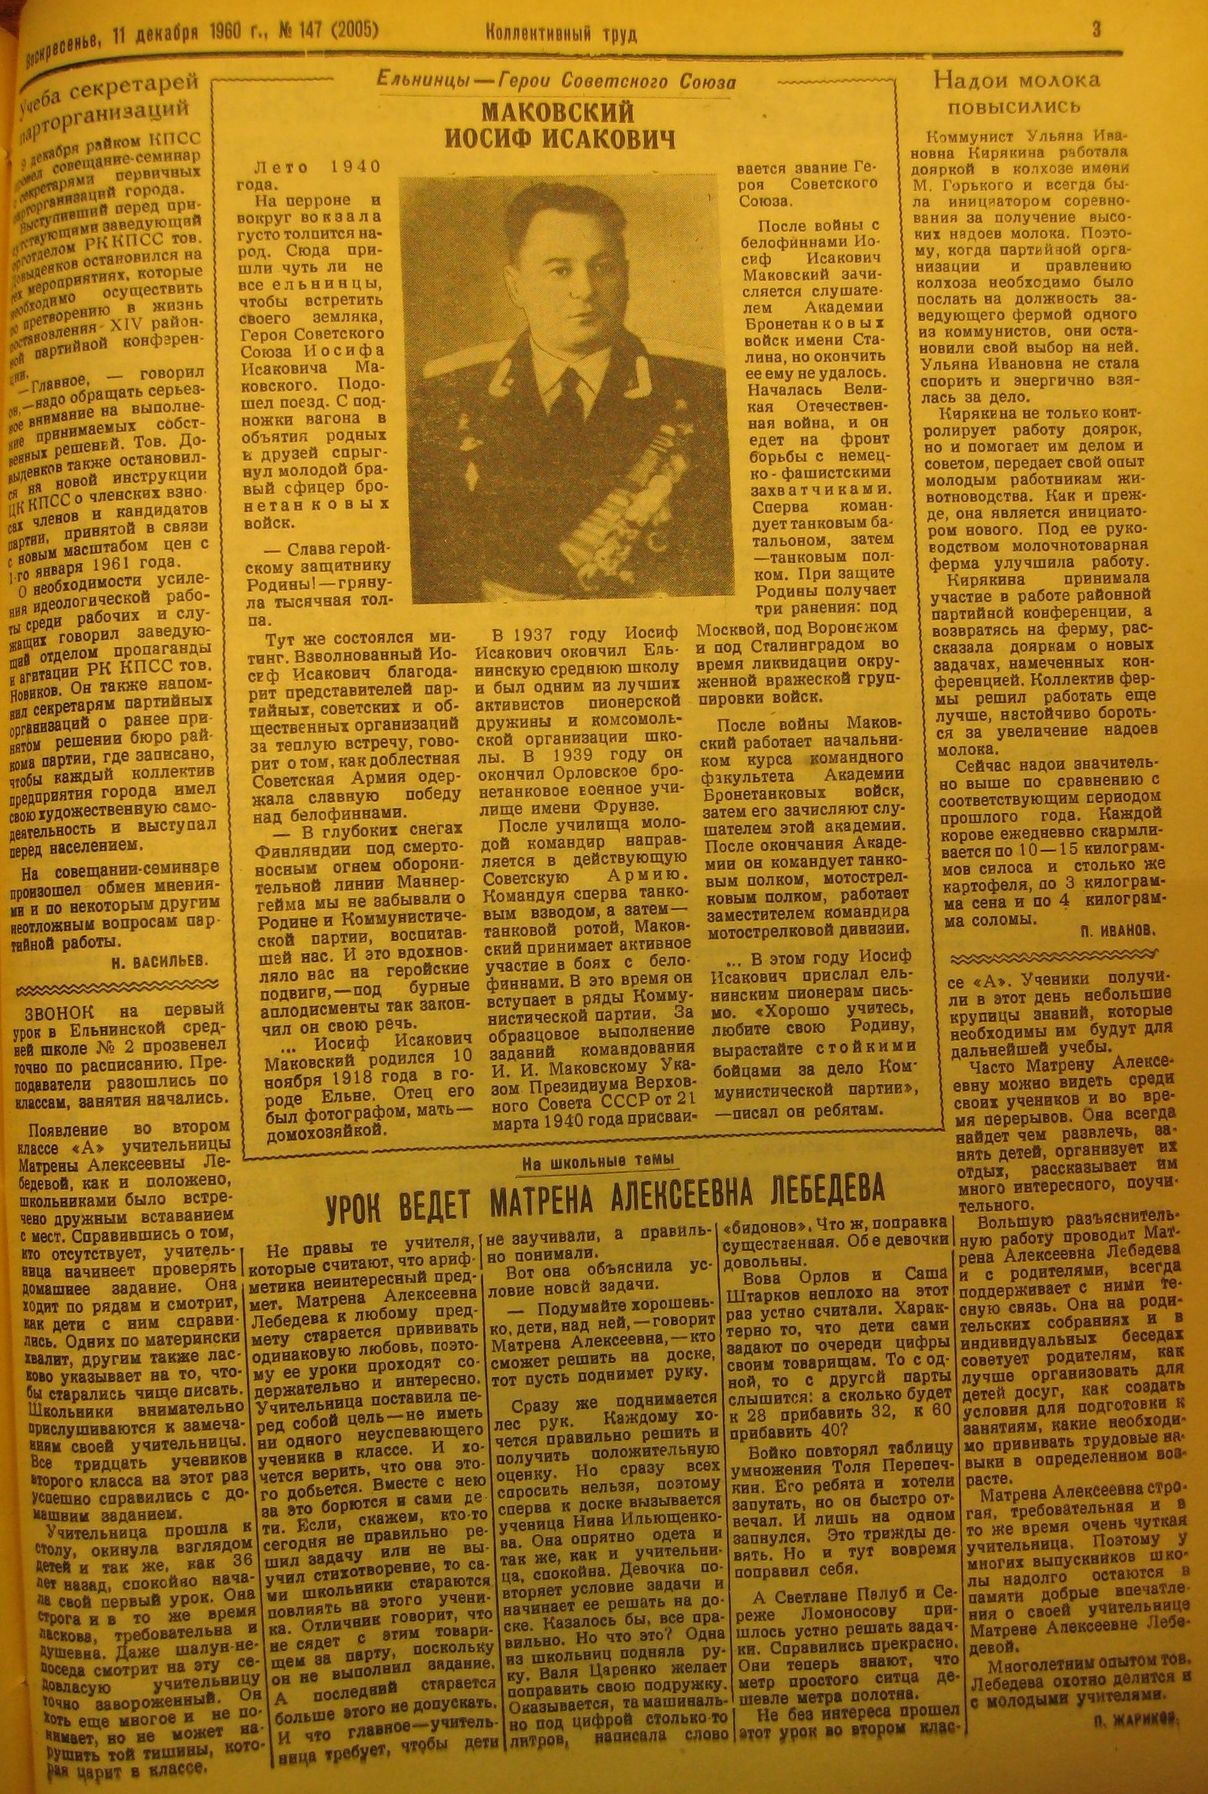 Воскресенье, 11 декабря 1960 г., № 147 (2005)
Коллективный труд
3
Учеба секретарей
парторганизаций
9 декабря райком КПСС
провел совещание-семинар
с секретарями первичных
парторганизаций города.
Выступивший перед при-
сутствующими заведующий
орготделом РК КПСС тов.
Довыденков остановился на
тех мероприятиях, которые
необходимо осуществить
по претворению в жизнь
постановления XIV район-
ной партийной конферен-
ции.
—Главное, — говорил
он,—надо обращать серьез-
ное внимание на выполне-
ние принимаемых собст-
венных решений. Тов. До-
выденков также остановил-
ся на новой инструкции
ЦК КПСС о членских взно-
сах членов и кандидатов
партии, принятой в связи
с новым масштабом цен с
1-го января 1961 года.
О необходимости усиле-
ния идеологической рабо-
ты среди рабочих и слу-
жащих говорил заведую-
щий отделом пропаганды
и агитации РК КПСС тов.
Новиков. Он также напом-
нил секретарям партийных
организаций о ранее при-
нятом решении бюро рай-
кома партии, где записано,
чтобы каждый коллектив
предприятия города имел
свою художественную само-
деятельность и выступал
перед населением.
На совещании-семинаре
произошел обмен мнения-
ми и по некоторым другим
неотложным вопросам пар-
тийной работы.
Н. ВАСИЛЬЕВ.
Ельнинцы—Герои Советского Союза
МАКОВСКИЙ
ИОСИФ ИСАКОВИЧ
Лето 1940
года.
На перроне и
вокруг вокзала
густо толпится на-
род. Сюда при-
шли чуть ли не
все ельнинцы,
чтобы встретить
своего земляка,
Героя Советского
Союза Иосифа
Исаковича Ма-
ковского. Подо-
шел поезд. С под-
ножки вагона в
объятия родных
и друзей спрыг-
нул молодой бра-
вый офицер бро-
нетанковых
войск.
— Слава герой-
скому защитнику
Родины!—гряну-
ла тысячная тол-
па.
Тут же состоялся ми-
тинг. Взволнованный Ио-
сиф Исакович благода-
рит представителей пар-
тийных, советских и об-
щественных организаций
за теплую встречу, гово-
рит о том, как доблестная
Советская Армия одер-
жала славную победу
над белофиннами.
— В глубоких снегах
Финляндии под смерто-
носным огнем оборони-
тельной линии Маннер-
гейма мы не забывали о
Родине и Коммунистиче-
ской партии, воспитав-
шей нас. И это вдохнов-
ляло нас на геройские
подвиги,—под бурные
аплодисменты так закон-
чил он свою речь.
... Иосиф Исакович
Маковский родился 10
ноября 1918 года в го-
роде Ельне. Отец его
был фотографом, мать—
домохозяйкой.
В 1937 году Иосиф
Исакович окончил Ель-
нинскую среднюю школу
и был одним из лучших
активистов пионерской
дружины и комсомоль-
ской организации шко-
лы. В 1939 году он
окончил Орловское бро-
нетанковое военное учи-
лище имени Фрунзе.
После училища моло-
дой командир направ-
ляется в действующую
Советскую Армию.
Командуя сперва танко-
вым взводом, а затем—
танковой ротой, Маков-
ский принимает активное
участие в боях с бело-
финнами. В это время он
вступает в ряды Комму-
нистической партии. За
образцовое выполнение
заданий командования
И. И. Маковскому Ука-
зом Президиума Верхов-
ного Совета СССР от 21
марта 1940 года присваи-
вается звание Ге-
роя Советского
Союза.
После войны с
белофиннами Ио-
сиф Исакович
Маковский зачи-
сляется слушате-
лем Академии
Бронетанковых
войск имени Ста-
лина, но окончить
ее ему не удалось.
Началась Вели-
кая Отечествен-
ная война, и он
едет на фронт
борьбы с немец-
ко-фашистскими
захватчиками.
Сперва коман-
дует танковым ба-
тальоном, затем
—танковым пол-
ком. При защите
Родины получает
три ранения: под
Москвой, под Воронежом
и под Сталинградом во
время ликвидации окру-
женной вражеской груп-
пировки войск.
После войны Маков-
ский работает начальни-
ком курса командного
факультета Академии
Бронетанковых войск,
затем его зачисляют слу-
шателем этой академии.
После окончания Акаде-
мии он командует танко-
вым полком, мотострел-
ковым полком, работает
заместителем командира
мотострелковой дивизии.
... В этом году Иосиф
Исакович прислал ель-
нинским пионерам пись-
мо. «Хорошо учитесь,
любите свою Родину,
вырастайте стойкими
бойцами за дело Ком-
мунистической партии»,
—писал он ребятам.
Надои молока
повысились
Коммунист Ульяна Ива-
новна Кирякина работала
дояркой в колхозе имени
М. Горького и всегда бы-
ла инициатором соревно-
вания за получение высо-
ких надоев молока. Поэто-
му, когда партийной орга-
низации и правлению
колхоза необходимо было
послать на должность за-
ведующего фермой одного
из коммунистов, они оста-
новили свой выбор на ней.
Ульяна Ивановна не стала
спорить и энергично взя-
лась за дело.
Кирякина не только конт-
ролирует работу доярок,
но и помогает им делом и
советом, передает свой опыт
молодым работникам жи-
вотноводства. Как и преж-
де, она является инициато-
ром нового. Под ее руко-
водством молочнотоварная
ферма улучшила работу.
Кирякина принимала
участие в работе районной
партийной конференции, а
возвратясь на ферму, рас-
сказала дояркам о новых
задачах, намеченных кон-
ференцией. Коллектив фер-
мы решил работать еще
лучше, настойчиво бороть-
ся за увеличение надоев
молока.
Сейчас надои значитель-
но выше по сравнению с
соответствующим периодом
прошлого года. Каждой
корове ежедневно скармли-
вается по 10—15 килограм-
мов силоса и столько же
картофеля, по 3 килограм-
ма сена и по 4 килограм-
ма соломы.
П. ИВАНОВ.
На школьные темы
УРОК ВЕДЕТ МАТРЕНА АЛЕКСЕЕВНА ЛЕБЕДЕВА
ЗВОНОК на первый
урок в Ельнинской сред-
ней школе № 2 прозвенел
точно по расписанию. Пре-
подаватели разошлись по
классам, занятия начались.
Появление во втором
классе «А» учительницы
Матрены Алексеевны Ле-
бедевой, как и положено,
школьниками было встре-
чено дружным вставанием
с мест. Справившись о том,
кто отсутствует, учитель-
ница начинает проверять
домашнее задание. Она
ходит по рядам и смотрит,
как дети с ним справи-
лись. Одних по матерински
хвалит, другим также лас-
ково указывает на то, что-
бы старались чище писать.
Школьники внимательно
прислушиваются к замеча-
ниям своей учительницы.
Все тридцать учеников
второго класса на этот раз
успешно справились с до-
машним заданием.
Учительница прошла к
столу, окинула взглядом
детей и так же, как 36
лет назад, спокойно нача-
ла свой первый урок. Она
строга и в то же время
ласкова, требовательна и
душевна. Даже шалун-не-
поседа смотрит на эту се-
довласую учительницу
точно завороженный. Он
хоть еще многое и не по-
нимает, но не может на-
рушить той тишины, кото-
рая царит в классе.
Не правы те учителя,
которые считают, что ариф-
метика неинтересный пред-
мет. Матрена Алексеевна
Лебедева к любому пред-
мету старается прививать
одинаковую любовь, поэто-
му ее уроки проходят со-
держательно и интересно.
Учительница поставила пе-
ред собой цель—не иметь
ни одного неуспевающего
ученика в классе. И хо-
чется верить, что она это-
го добьется. Вместе с нею
за это борются и сами де-
ти. Если, скажем, кто-то
сегодня не правильно ре-
шил задачу или не вы-
учил стихотворение, то са-
ми школьники стараются
повлиять на этого учени-
ка. Отличник говорит, что
не сядет с этим товари-
щем за парту, поскольку
он не выполнил задание.
А последний старается
больше этого не допускать.
И что главное—учитель-
ница требует, чтобы дети
не заучивали, а правиль-
но понимали.
Вот она объяснила ус-
ловие новой задачи.
— Подумайте хорошень-
ко, дети, над ней,—говорит
Матрена Алексеевна,—кто
сможет решить на доске,
тот пусть поднимет руку.
Сразу же поднимается
лес рук. Каждому хо-
чется правильно решить и
получить положительную
оценку. Но сразу всех
спросить нельзя, поэтому
сперва к доске вызывается
ученица Нина Ильющенко-
ва. Она опрятно одета и
так же, как и учительни-
ца, спокойна. Девочка по-
вторяет условие задачи и
начинает ее решать на до-
ске. Казалось бы, все пра-
вильно. Но что это? Одна
из школьниц подняла ру-
ку. Валя Царенко желает
поправить свою подружку.
Оказывается, та машиналь-
но под цифрой столько-то
литров, написала слово
«бидонов». Что ж, поправка
существенная. Обе девочки
довольны.
Вова Орлов и Саша
Штарков неплохо на этот
раз устно считали. Харак-
терно то, что дети сами
задают по очереди цифры
своим товарищам. То с од-
ной, то с другой парты
слышится: а сколько будет
к 28 прибавить 32, к 60
прибавить 40?
Бойко повторял таблицу
умножения Толя Перепеч-
кин. Его ребята и хотели
запутать, но он быстро от-
вечал. И лишь на одном
запнулся. Это трижды де-
вять. Но и тут вовремя
поправил себя.
А Светлане Палуб и Се-
реже Ломоносову при-
шлось устно решать задач-
ки. Справились прекрасно.
Они теперь знают, что
метр простого ситца де-
шевле метра полотна.
Не без интереса прошел
этот урок во втором клас-
се «А». Ученики получи-
ли в этот день небольшие
крупицы знаний, которые
необходимы им будут для
дальнейшей учебы.
Часто Матрену Алексе-
евну можно видеть среди
своих учеников и во вре-
мя перерывов. Она всегда
найдет чем развлечь, за-
нять детей, организует их
отдых, рассказывает им
много интересного, поучи-
тельного.
Большую разъяснитель-
ную работу проводит Мат-
рена Алексеевна Лебедева
и с родителями, всегда
поддерживает с ними те-
сную связь. Она на роди-
тельских собраниях и в
индивидуальных беседах
советует родителям, как
лучше организовать для
детей досуг, как создать
условия для подготовки к
занятиям, какие необходи-
мо прививать трудовые на-
выки в определенном воз-
расте.
Матрена Алексеевна стро-
гая, требовательная и в
то же время очень чуткая
учительница. Поэтому у
многих выпускников шко-
лы надолго остаются в
памяти добрые впечатле-
ния о своей учительнице
Матрене Алексеевне Лебе-
девой.
Многолетним опытом тов.
Лебедева охотно делится и
с молодыми учителями.
П. ЖАРИКОВ.